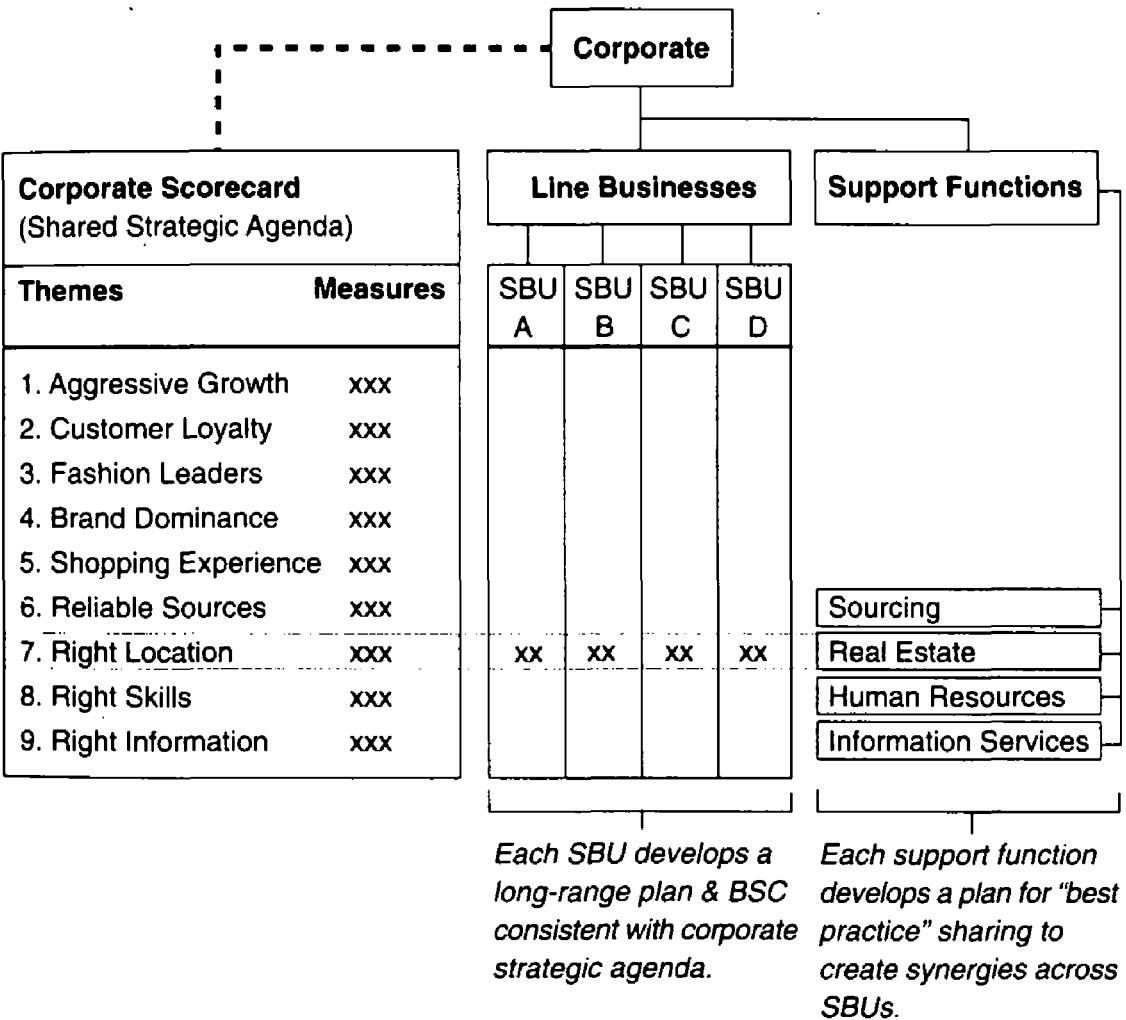 Corporate
Corporate Scorecard
(Shared Strategic Agenda)
Themes Measures
1. Aggressive Growth xxx
2. Customer Loyalty xxx
3. Fashion Leaders xxx
4. Brand Dominance xxx
5. Shopping Experience xxx
6. Reliable Sources xxx
7. Right Location xxx
8. Right Skills xxx
9. Right Information xxx
Line Businesses
SBU SBU SBU SBU
A B C D
xx xx xx xx
Each SBU develops a
long-range plan & BSC
consistent with corporate
strategic agenda.
Support Functions
Sourcing
Real Estate
Human Resources
Information Services
Each support function
develops a plan for "best
practice" sharing to
create synergies across
SBUs.